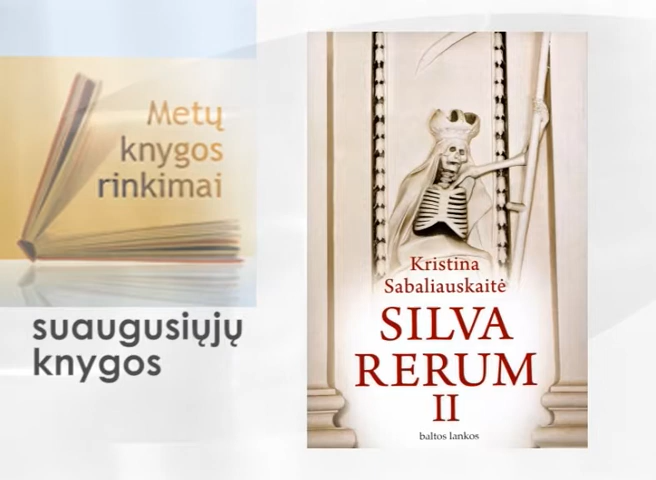 Metų
knygos
rinkimai
suaugusiųjų
knygos
Kristina
Sabaliauskaitė
SILVA
RERUM
II
baltos lankos